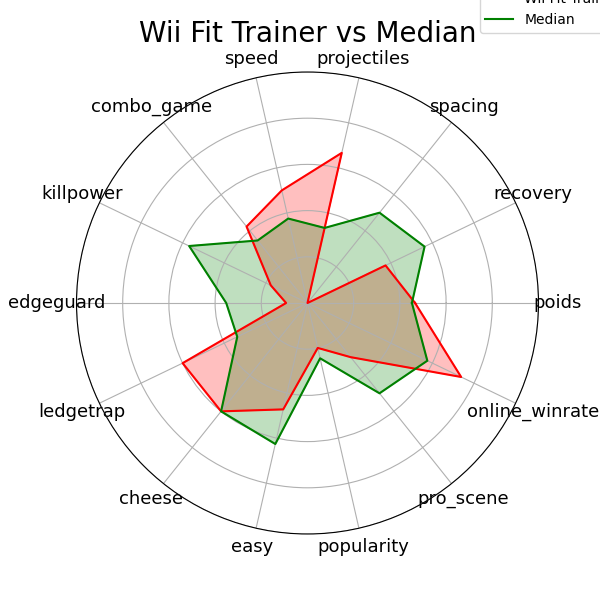 Wii Fit Trainer vs Median
Median
speed
projectiles
combo_game
spacing
killpower
recovery
edgeguard
poids
ledgetrap
online_winrate
cheese
pro_scene
easy
popularity